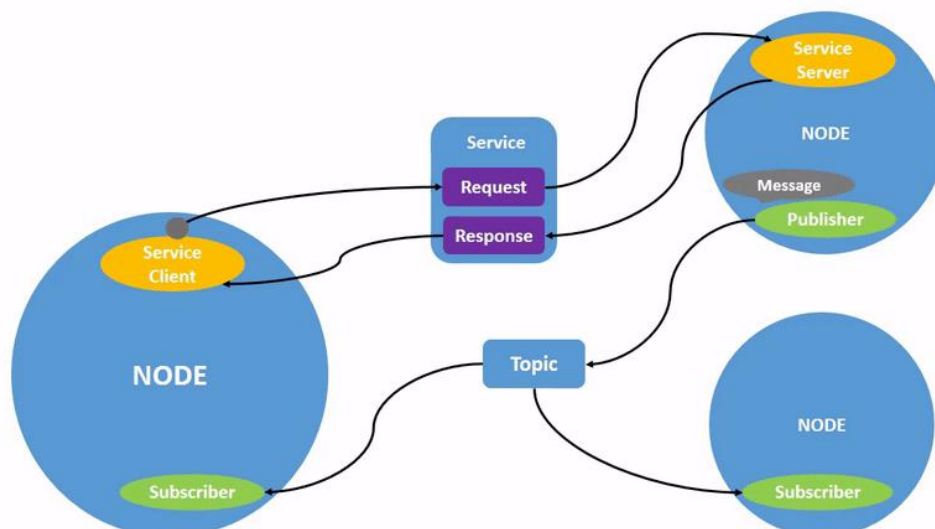 Service
Server
NODE
Message
Publisher
Service
Request
Response
Service
Client
NODE
Subscriber
Topic
NODE
Subscriber